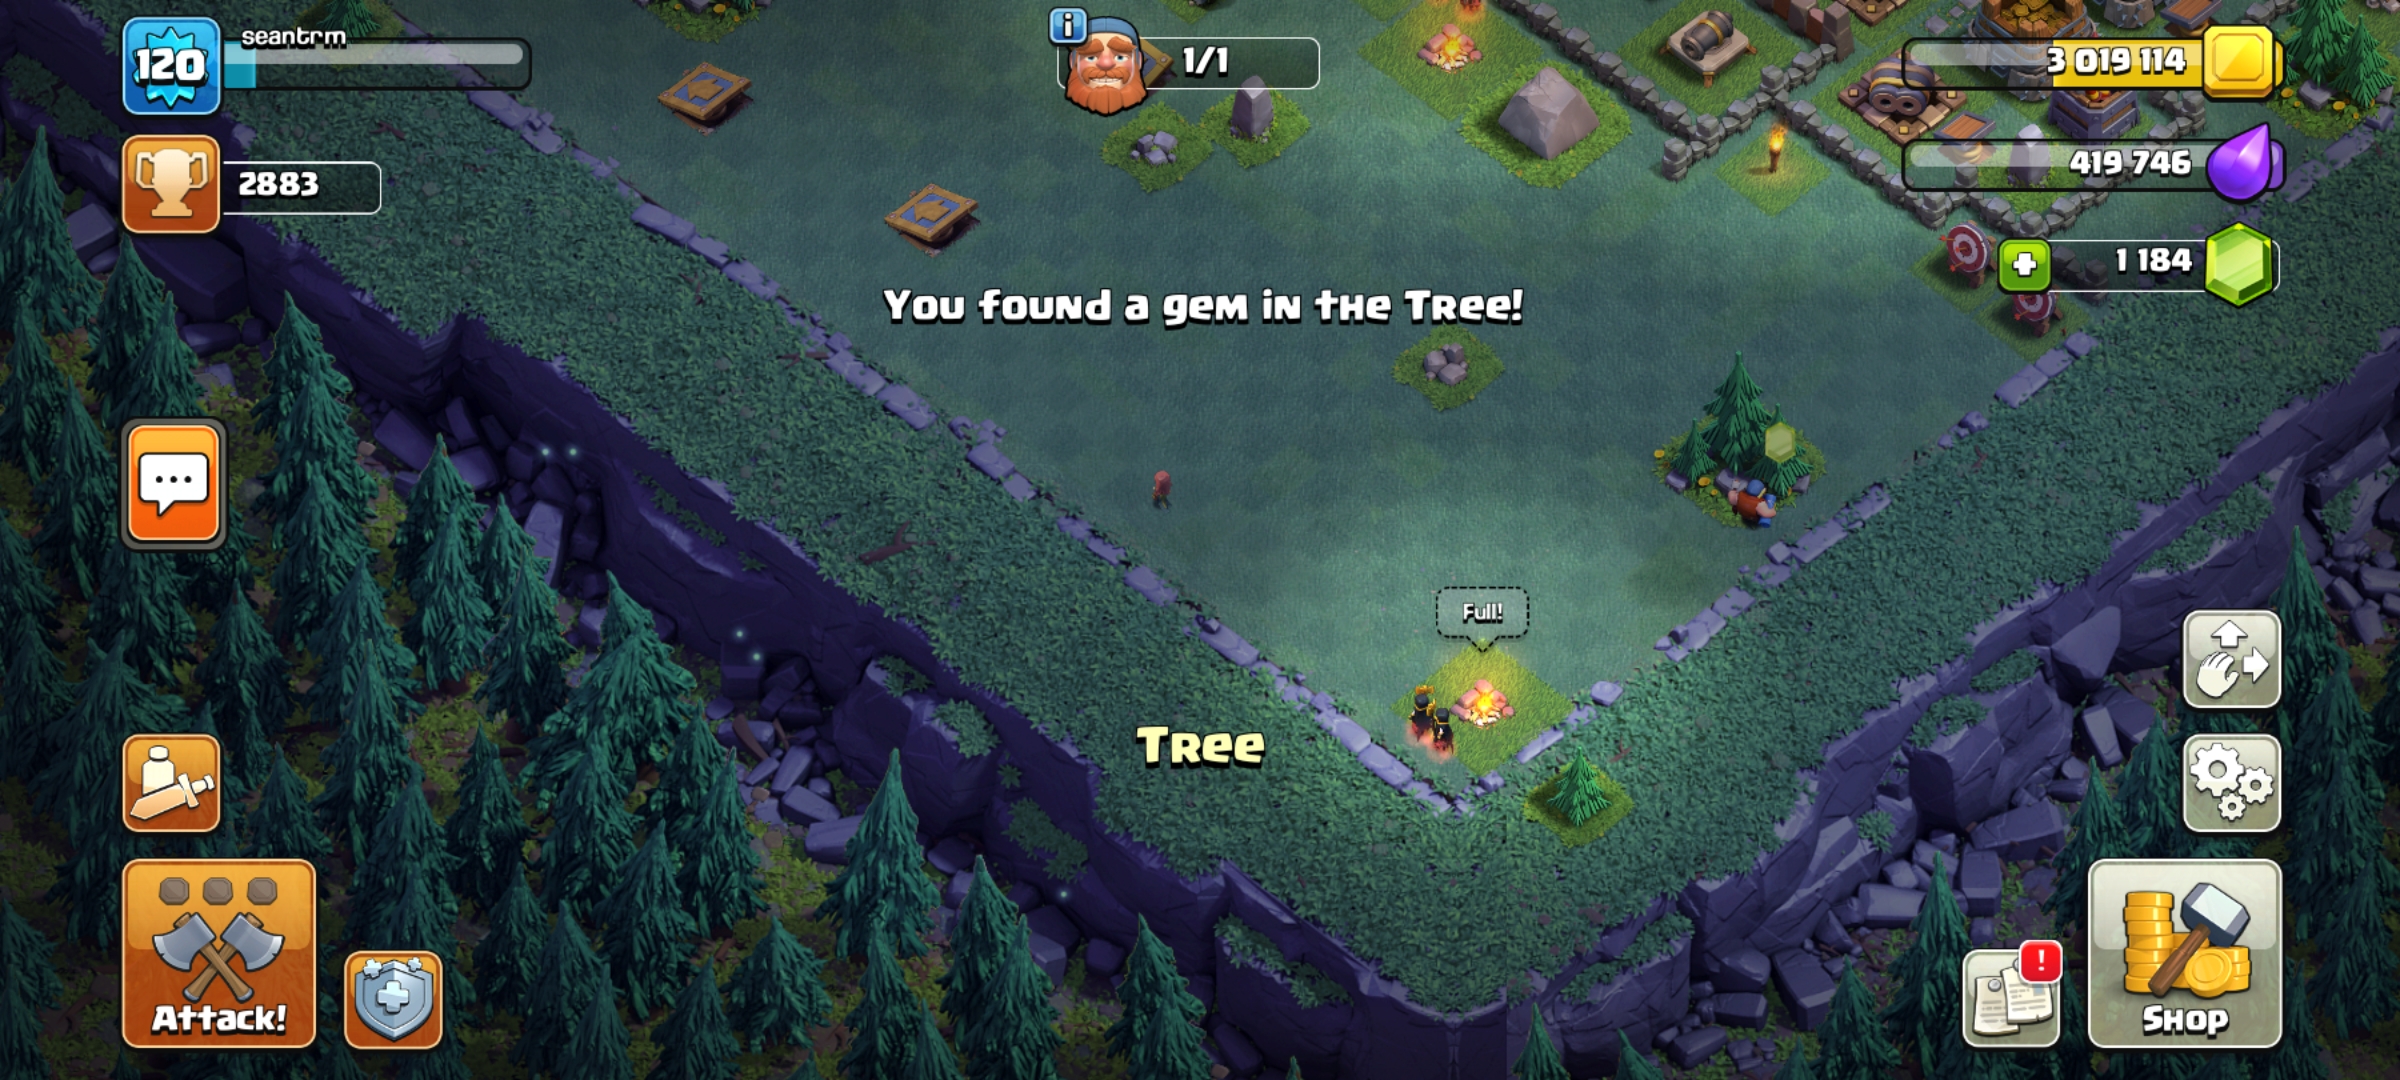 120
seantrm
i
1/1
3 019 114
2883
419 746
1 184
You found a gem in the Tree!
Full!
Tree
!
Attack!
Shop